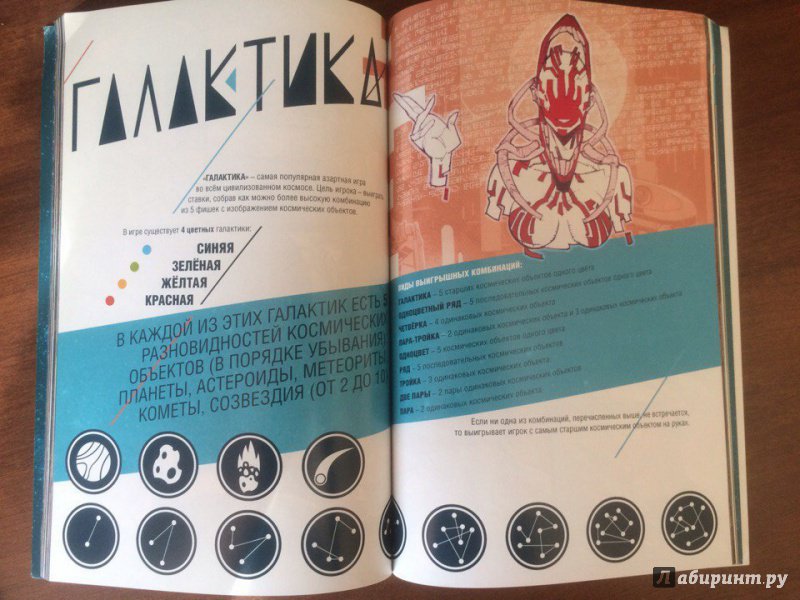 ГАЛАКТИКА
«ГАЛАКТИКА» – самая популярная азартная игра
во всём цивилизованном космосе. Цель игрока – выиграть
ставки, собрав как можно более высокую комбинацию
из 5 фишек с изображением космических объектов.
В игре существует 4 цветных галактики:
СИНЯЯ
ЗЕЛЁНАЯ
ЖЁЛТАЯ
КРАСНАЯ
В КАЖДОЙ ИЗ ЭТИХ ГАЛАКТИК ЕСТЬ 5
РАЗНОВИДНОСТЕЙ КОСМИЧЕСКИХ
ОБЪЕКТОВ (В ПОРЯДКЕ УБЫВАНИЯ):
ПЛАНЕТЫ, АСТЕРОИДЫ, МЕТЕОРИТЫ,
КОМЕТЫ, СОЗВЕЗДИЯ (ОТ 2 ДО 10)
ВИДЫ ВЫИГРЫШНЫХ КОМБИНАЦИЙ:
ГАЛАКТИКА – 5 старших космических объектов одного цвета
ОДНОЦВЕТНЫЙ РЯД – 5 последовательных космических объектов одного цвета
ЧЕТВЁРКА – 4 одинаковых космических объекта
ПАРА-ТРОЙКА – 2 одинаковых космических объекта и 3 одинаковых космических объекта
ОДНОЦВЕТ – 5 космических объектов одного цвета
РЯД – 5 последовательных космических объектов
ТРОЙКА – 3 одинаковых космических объекта
ДВЕ ПАРЫ – 2 пары одинаковых космических объектов
ПАРА – 2 одинаковых космических объекта
Если ни одна из комбинаций, перечисленных выше, не встречается,
то выигрывает игрок с самым старшим космическим объектом на руках.
Лабиринт.ру